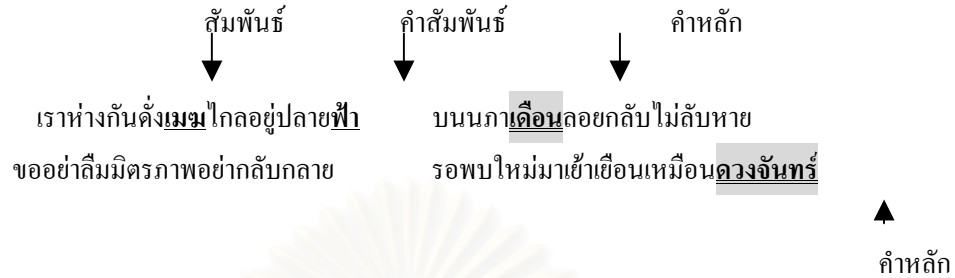 สัมพันธ์ คำสัมพันธ์ คำหลัก
เราห่างกันดั่งเมฆไกลอยู่ปลายฟ้า บนนภาเดือนลอยกลับไม่ลับหาย
ขออย่าลืมมิตรภาพอย่ากลับกลาย รอพบใหม่มาเย้าเยือนเหมือนดวงจันทร์
คำหลัก